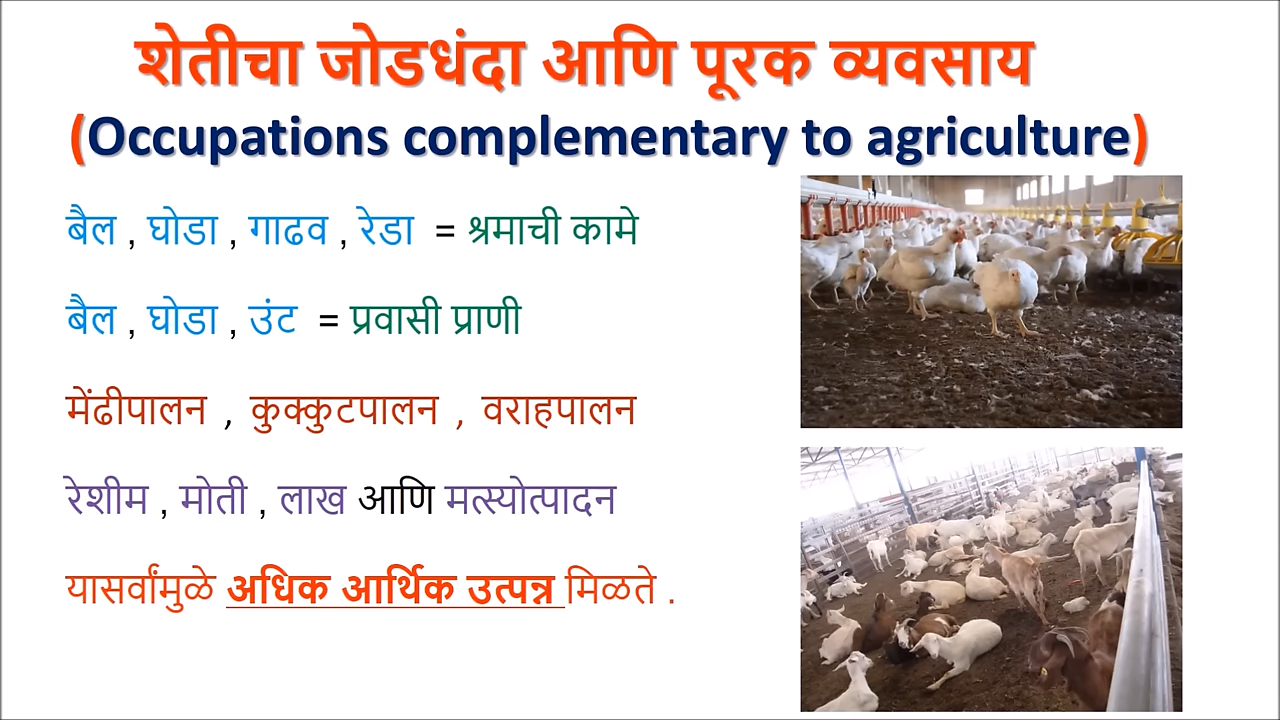 शेतीचा जोडधंदा आणि पूरक व्यवसाय
(Occupations complementary to agriculture)
बैल , घोडा , गाढव , रेडा = श्रमाची कामे
बैल , घोडा , उंट = प्रवासी प्राणी
मेंढीपालन , कुक्कुटपालन , वराहपालन
रेशीम , मोती , लाख आणि मत्स्योत्पादन
यासर्वांमुळे अधिक आर्थिक उत्पन्न मिळते .